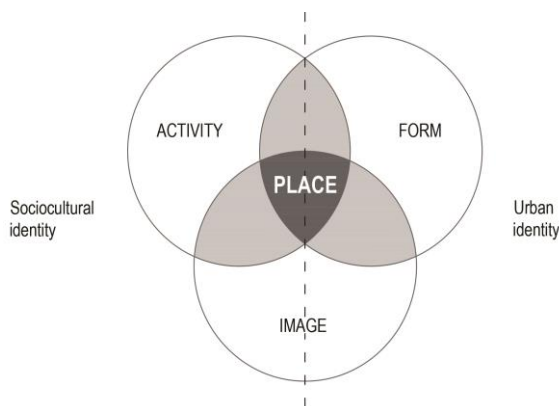 ACTIVITY
FORM
PLACE
Sociocultural
identity
Urban
identity
IMAGE